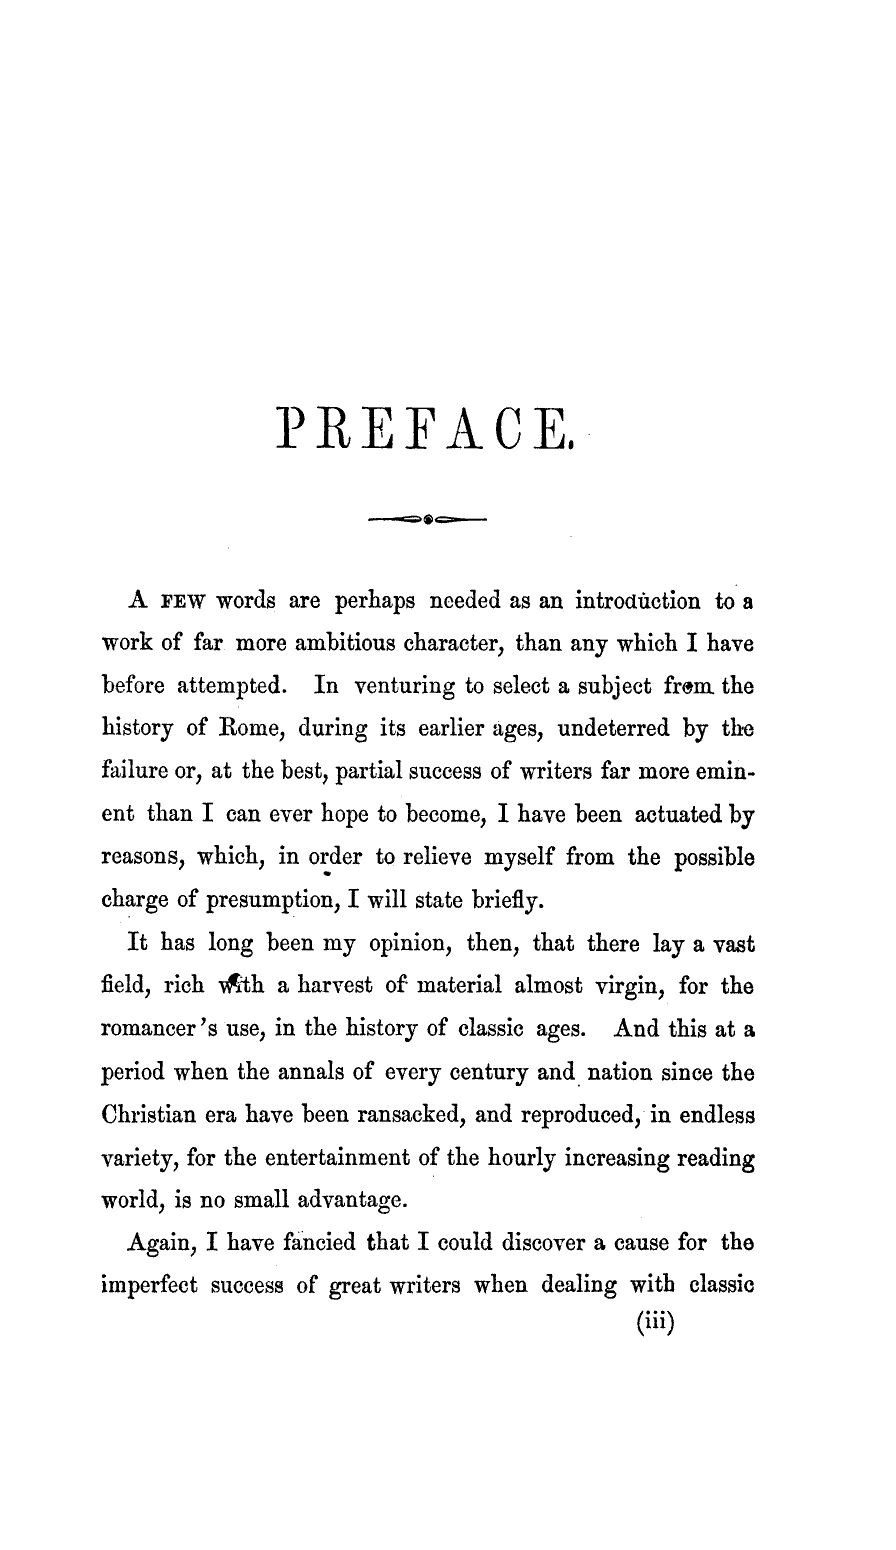 PREFACE.
A FEW words are perhaps needed as an introduction to a
work of far more ambitious character, than any which I have
before attempted. In venturing to select a subject from the
history of Rome, during its earlier ages, undeterred by the
failure or, at the best, partial success of writers far more emin-
ent than I can ever hope to become, I have been actuated by
reasons, which, in order to relieve myself from the possible
charge of presumption, I will state briefly.
It has long been my opinion, then, that there lay a vast
field, rich with a harvest of material almost virgin, for the
romancer's use, in the history of classic ages. And this at a
period when the annals of every century and nation since the
Christian era have been ransacked, and reproduced, in endless
variety, for the entertainment of the hourly increasing reading
world, is no small advantage.
Again, I have fancied that I could discover a cause for the
imperfect success of great writers when dealing with classic
(iii)